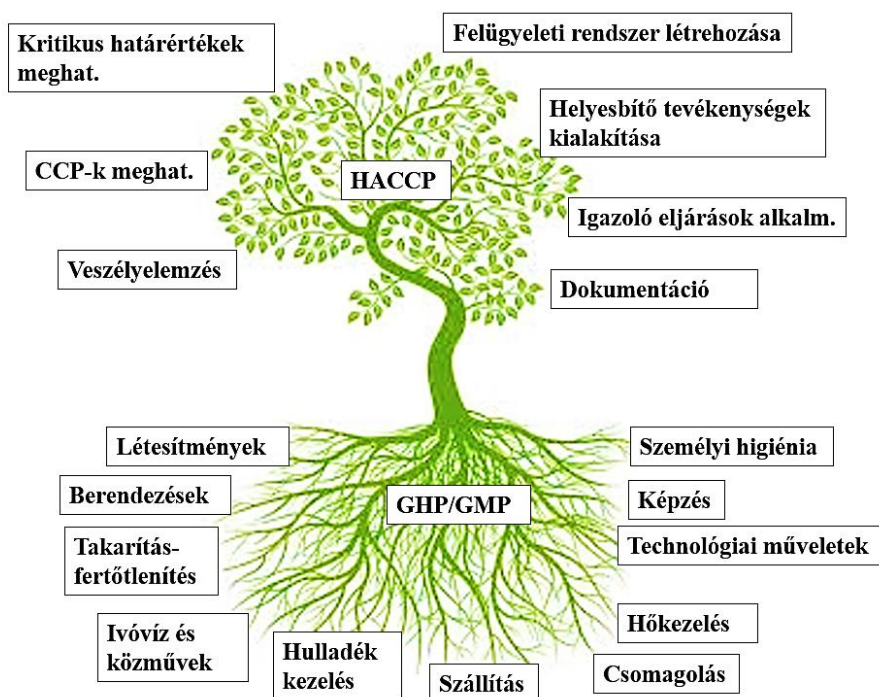 Kritikus határértékek
meghat.
Felügyeleti rendszer létrehozása
Helyesbítő tevékenységek
kialakítása
CCP-k meghat.
HACCP
Igazoló eljárások alkalm.
Veszélyelemzés
Dokumentáció
Létesítmények
Személyi higiénia
Berendezések
GHP/GMP
Képzés
Takarítás-
fertőtlenítés
Technológiai műveletek
Ivóvíz és
közművek
Hulladék
kezelés
Szállítás
Hőkezelés
Csomagolás